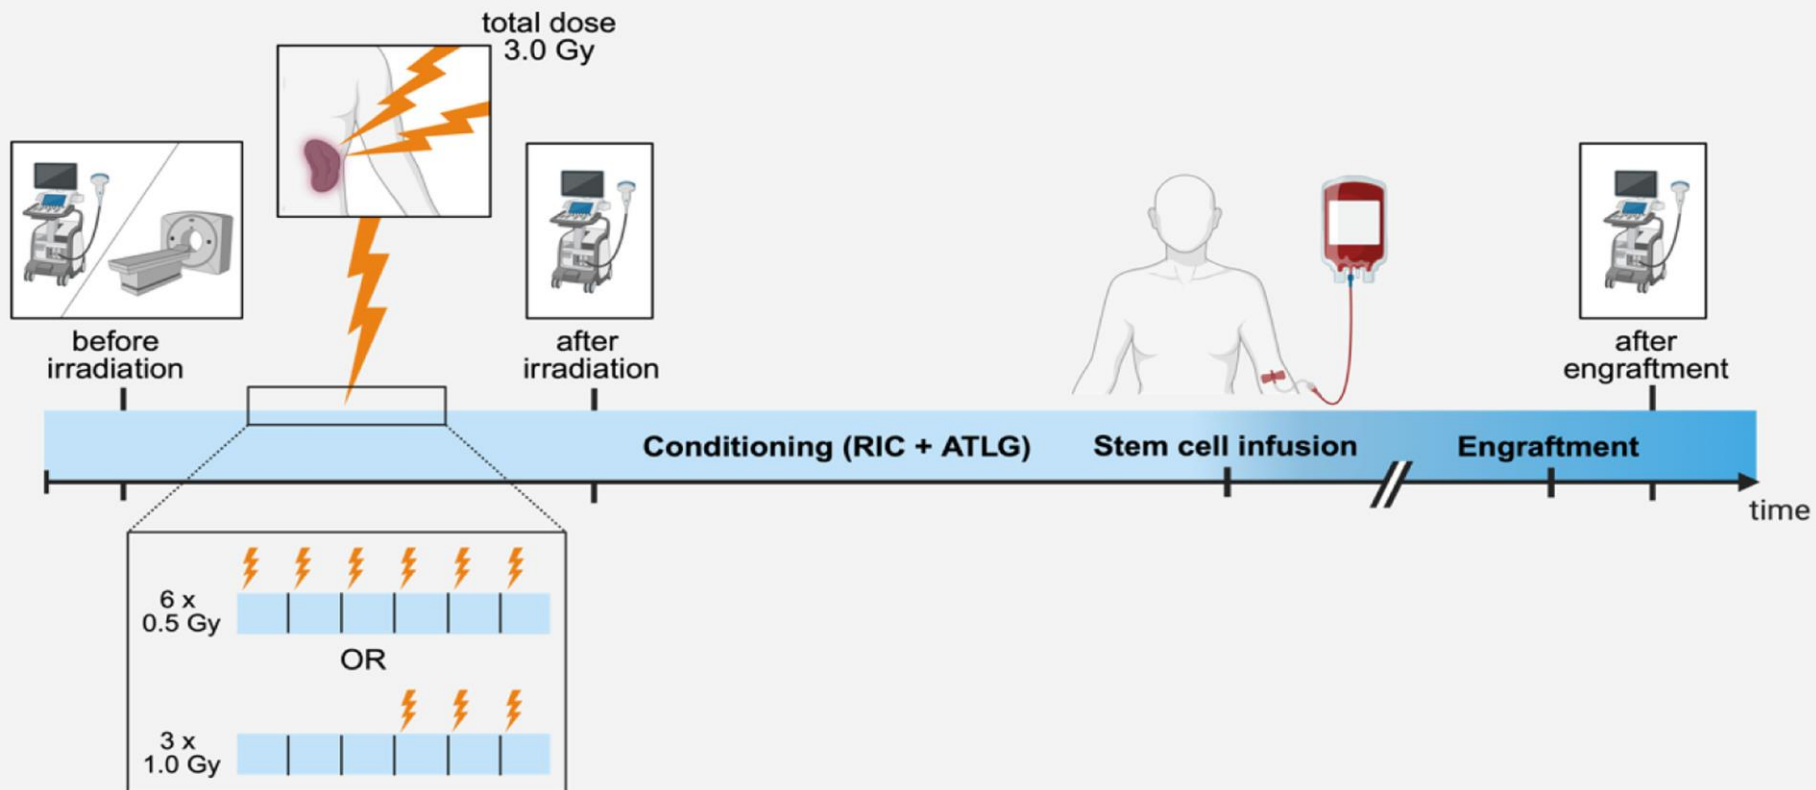 total dose
3.0 Gy
before
irradiation
after
irradiation
after
engraftment
Conditioning (RIC + ATLG)
Stem cell infusion
Engraftment
time
6 x
0.5 Gy
OR
3 x
1.0 Gy